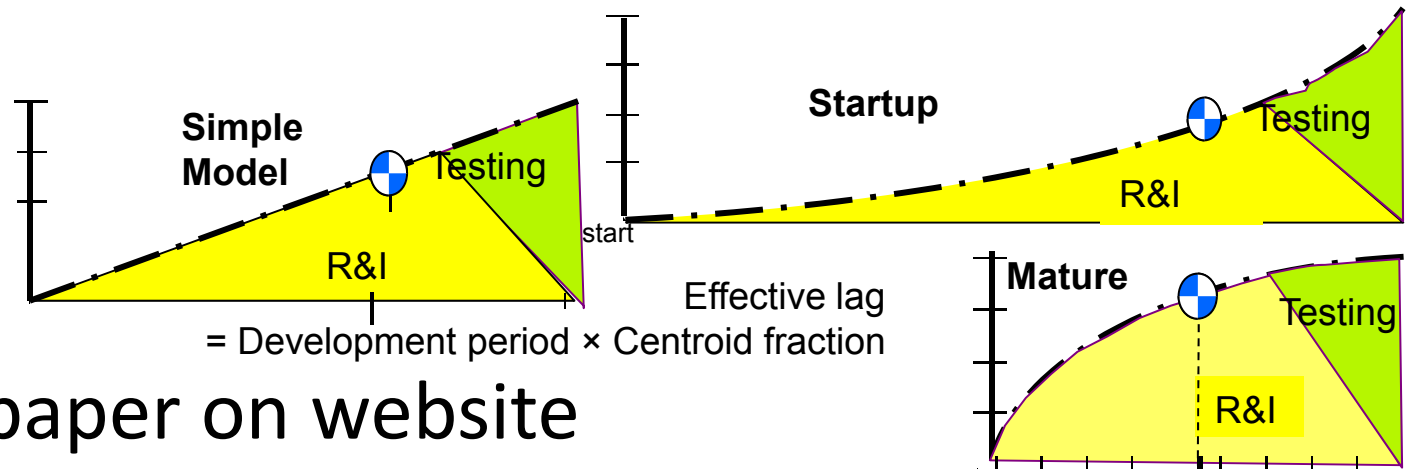 Simple
Model
Testing
R&I
start
Startup
Testing
R&I
Effective lag
= Development period × Centroid fraction
Mature
Testing
R&I
paper on website